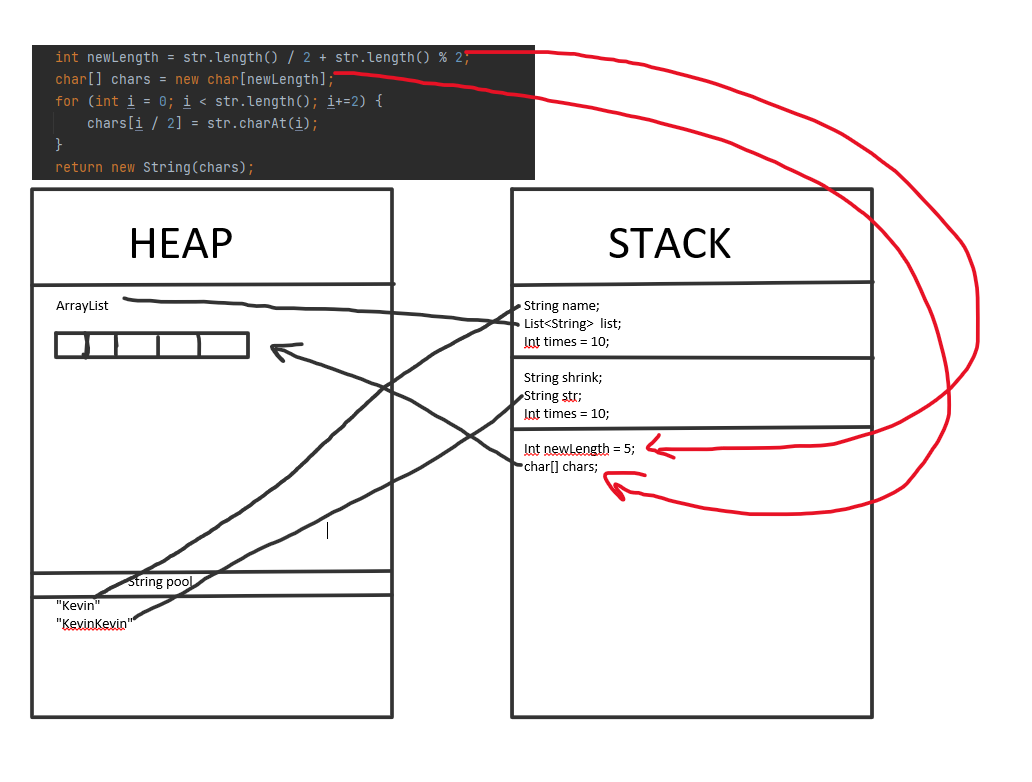 int newLength = str.length() / 2 + str.length() % 2;
char[] chars = new char[newLength];
for (int i = 0; i < str.length(); i+=2) {
    chars[i / 2] = str.charAt(i);
}
return new String(chars);
HEAP
ArrayList
String pool
"Kevin"
"KevinKevin"
STACK
String name;
List<String>  list;
Int times = 10;
String shrink;
String str;
Int times = 10;
Int newLength = 5;
char[] chars;